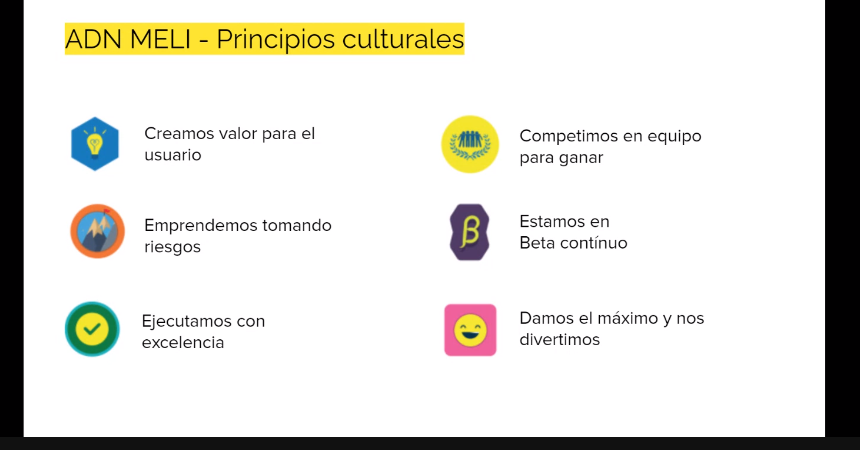 ADN MELI - Principios culturales
Creamos valor para el
usuario
Competimos en equipo
para ganar
Emprendemos tomando
riesgos
β
Estamos en
Beta contínuo
Ejecutamos con
excelencia
Damos el máximo y nos
divertimos